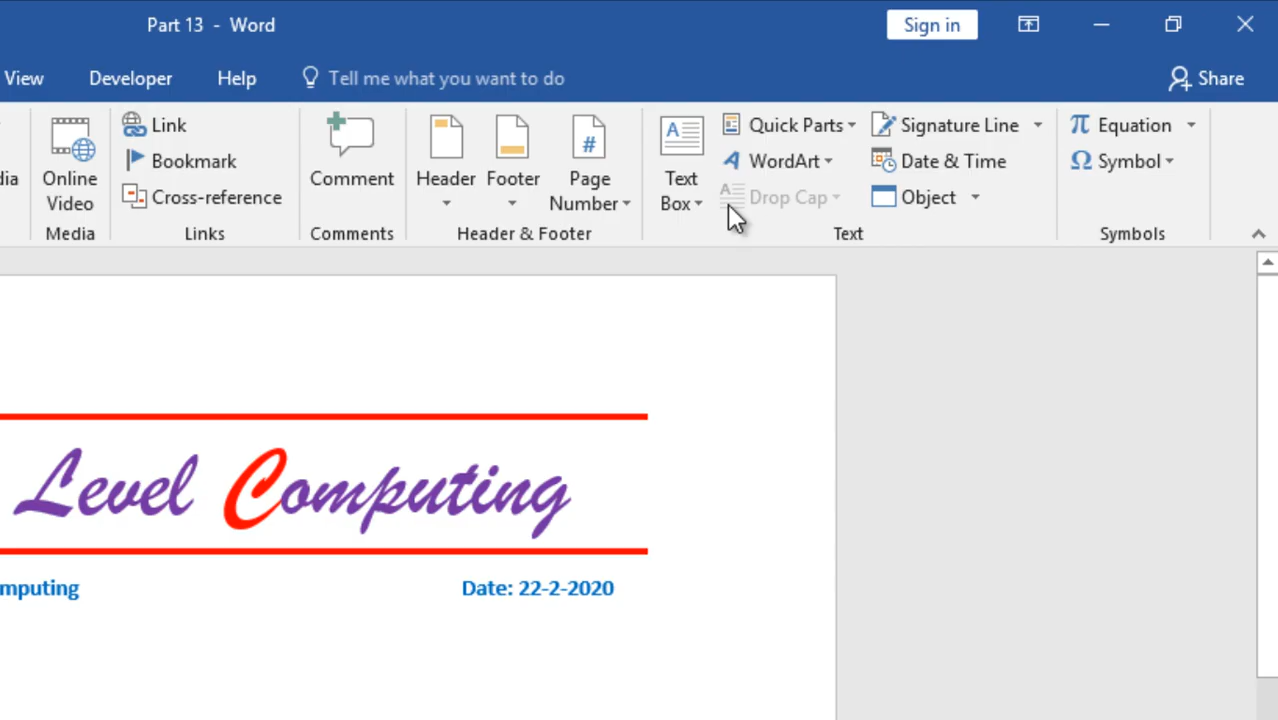 Part 13 - Word
Sign in
View Developer Help Tell me what you want to do Share
Link
Bookmark
Cross-reference
Online
Video
Comment
Header
Footer
Page
Number
Text
Box
Quick Parts
WordArt
Drop Cap
Signature Line
Date & Time
Object
Equation
Symbol
dia
Media
Links
Comments
Header & Footer
Text
Symbols
Level Computing
mputing
Date: 22-2-2020